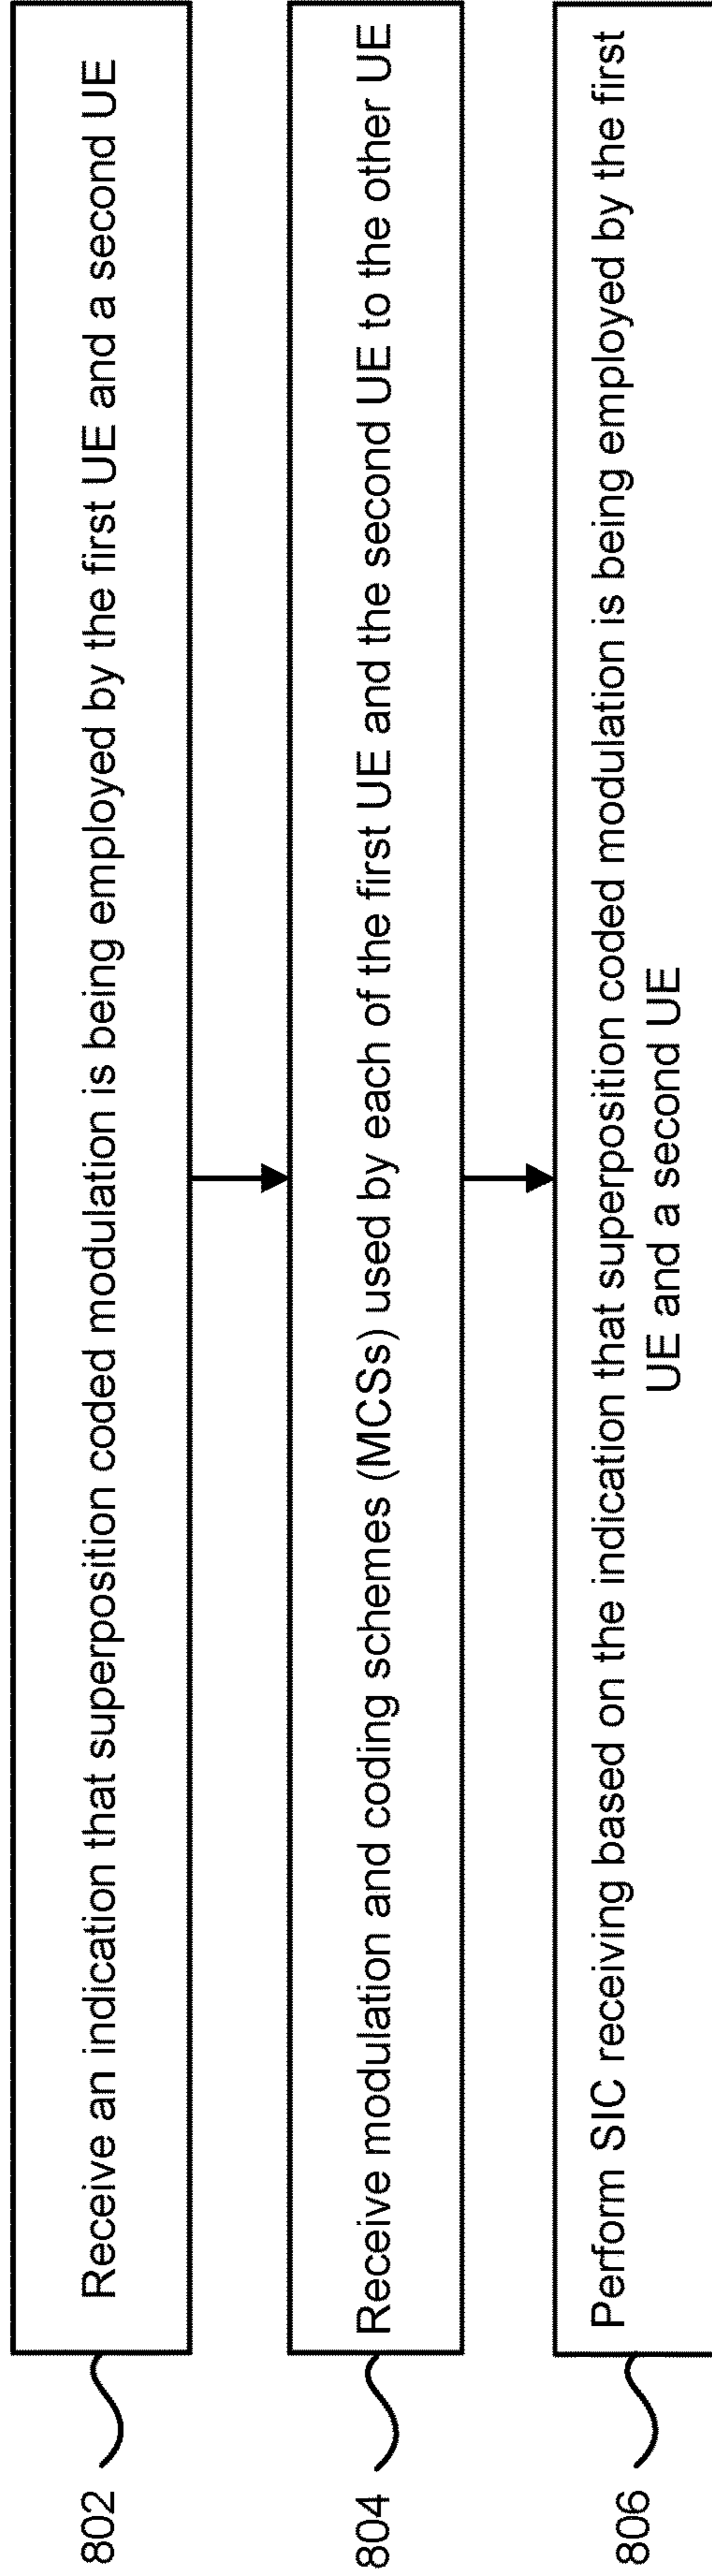 802
Receive an indication that superposition coded modulation is being employed by the first UE and a second UE
804
Receive modulation and coding schemes (MCSs) used by each of the first UE and the second UE to the other UE
806
Perform SIC receiving based on the indication that superposition coded modulation is being employed by the first
UE and a second UE